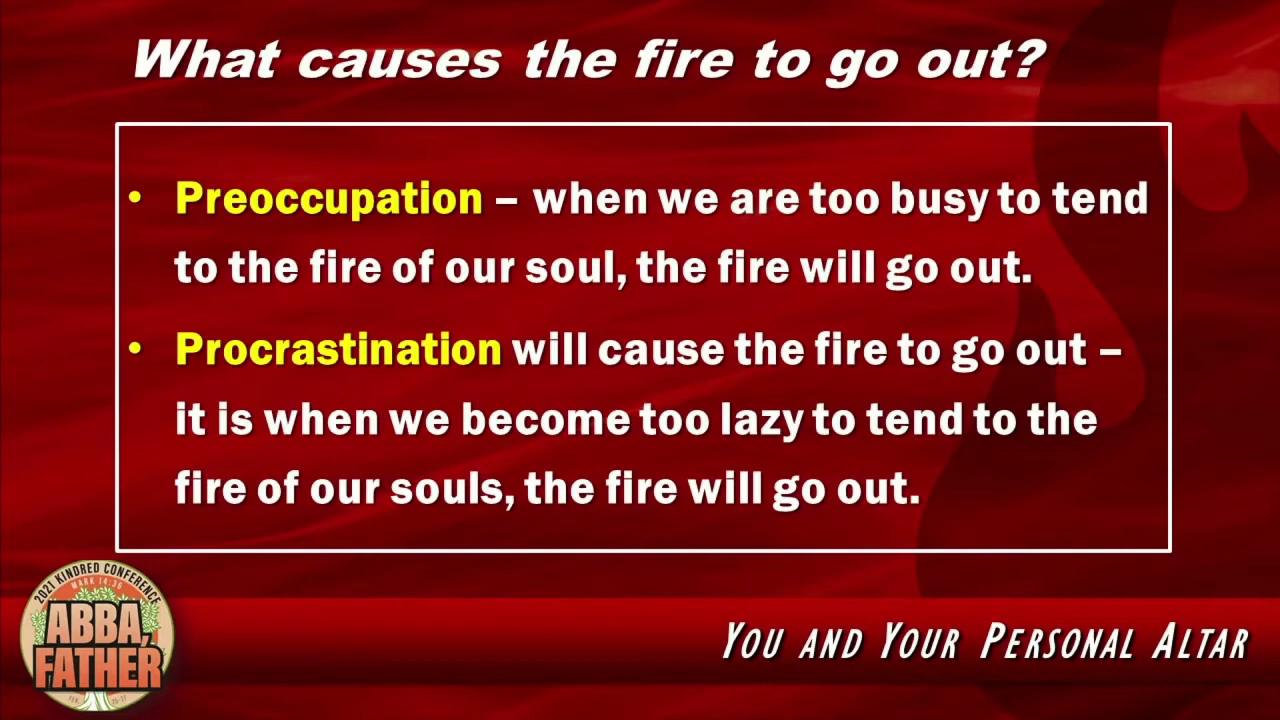 What causes the fire to go out?
• Preoccupation – when we are too busy to tend
to the fire of our soul, the fire will go out.
• Procrastination will cause the fire to go out –
it is when we become too lazy to tend to the
fire of our souls, the fire will go out.
2021 KINDRED CONFERENCE
MARK 14:36
ABBA,
FATHER
YOU AND YOUR PERSONAL ALTAR